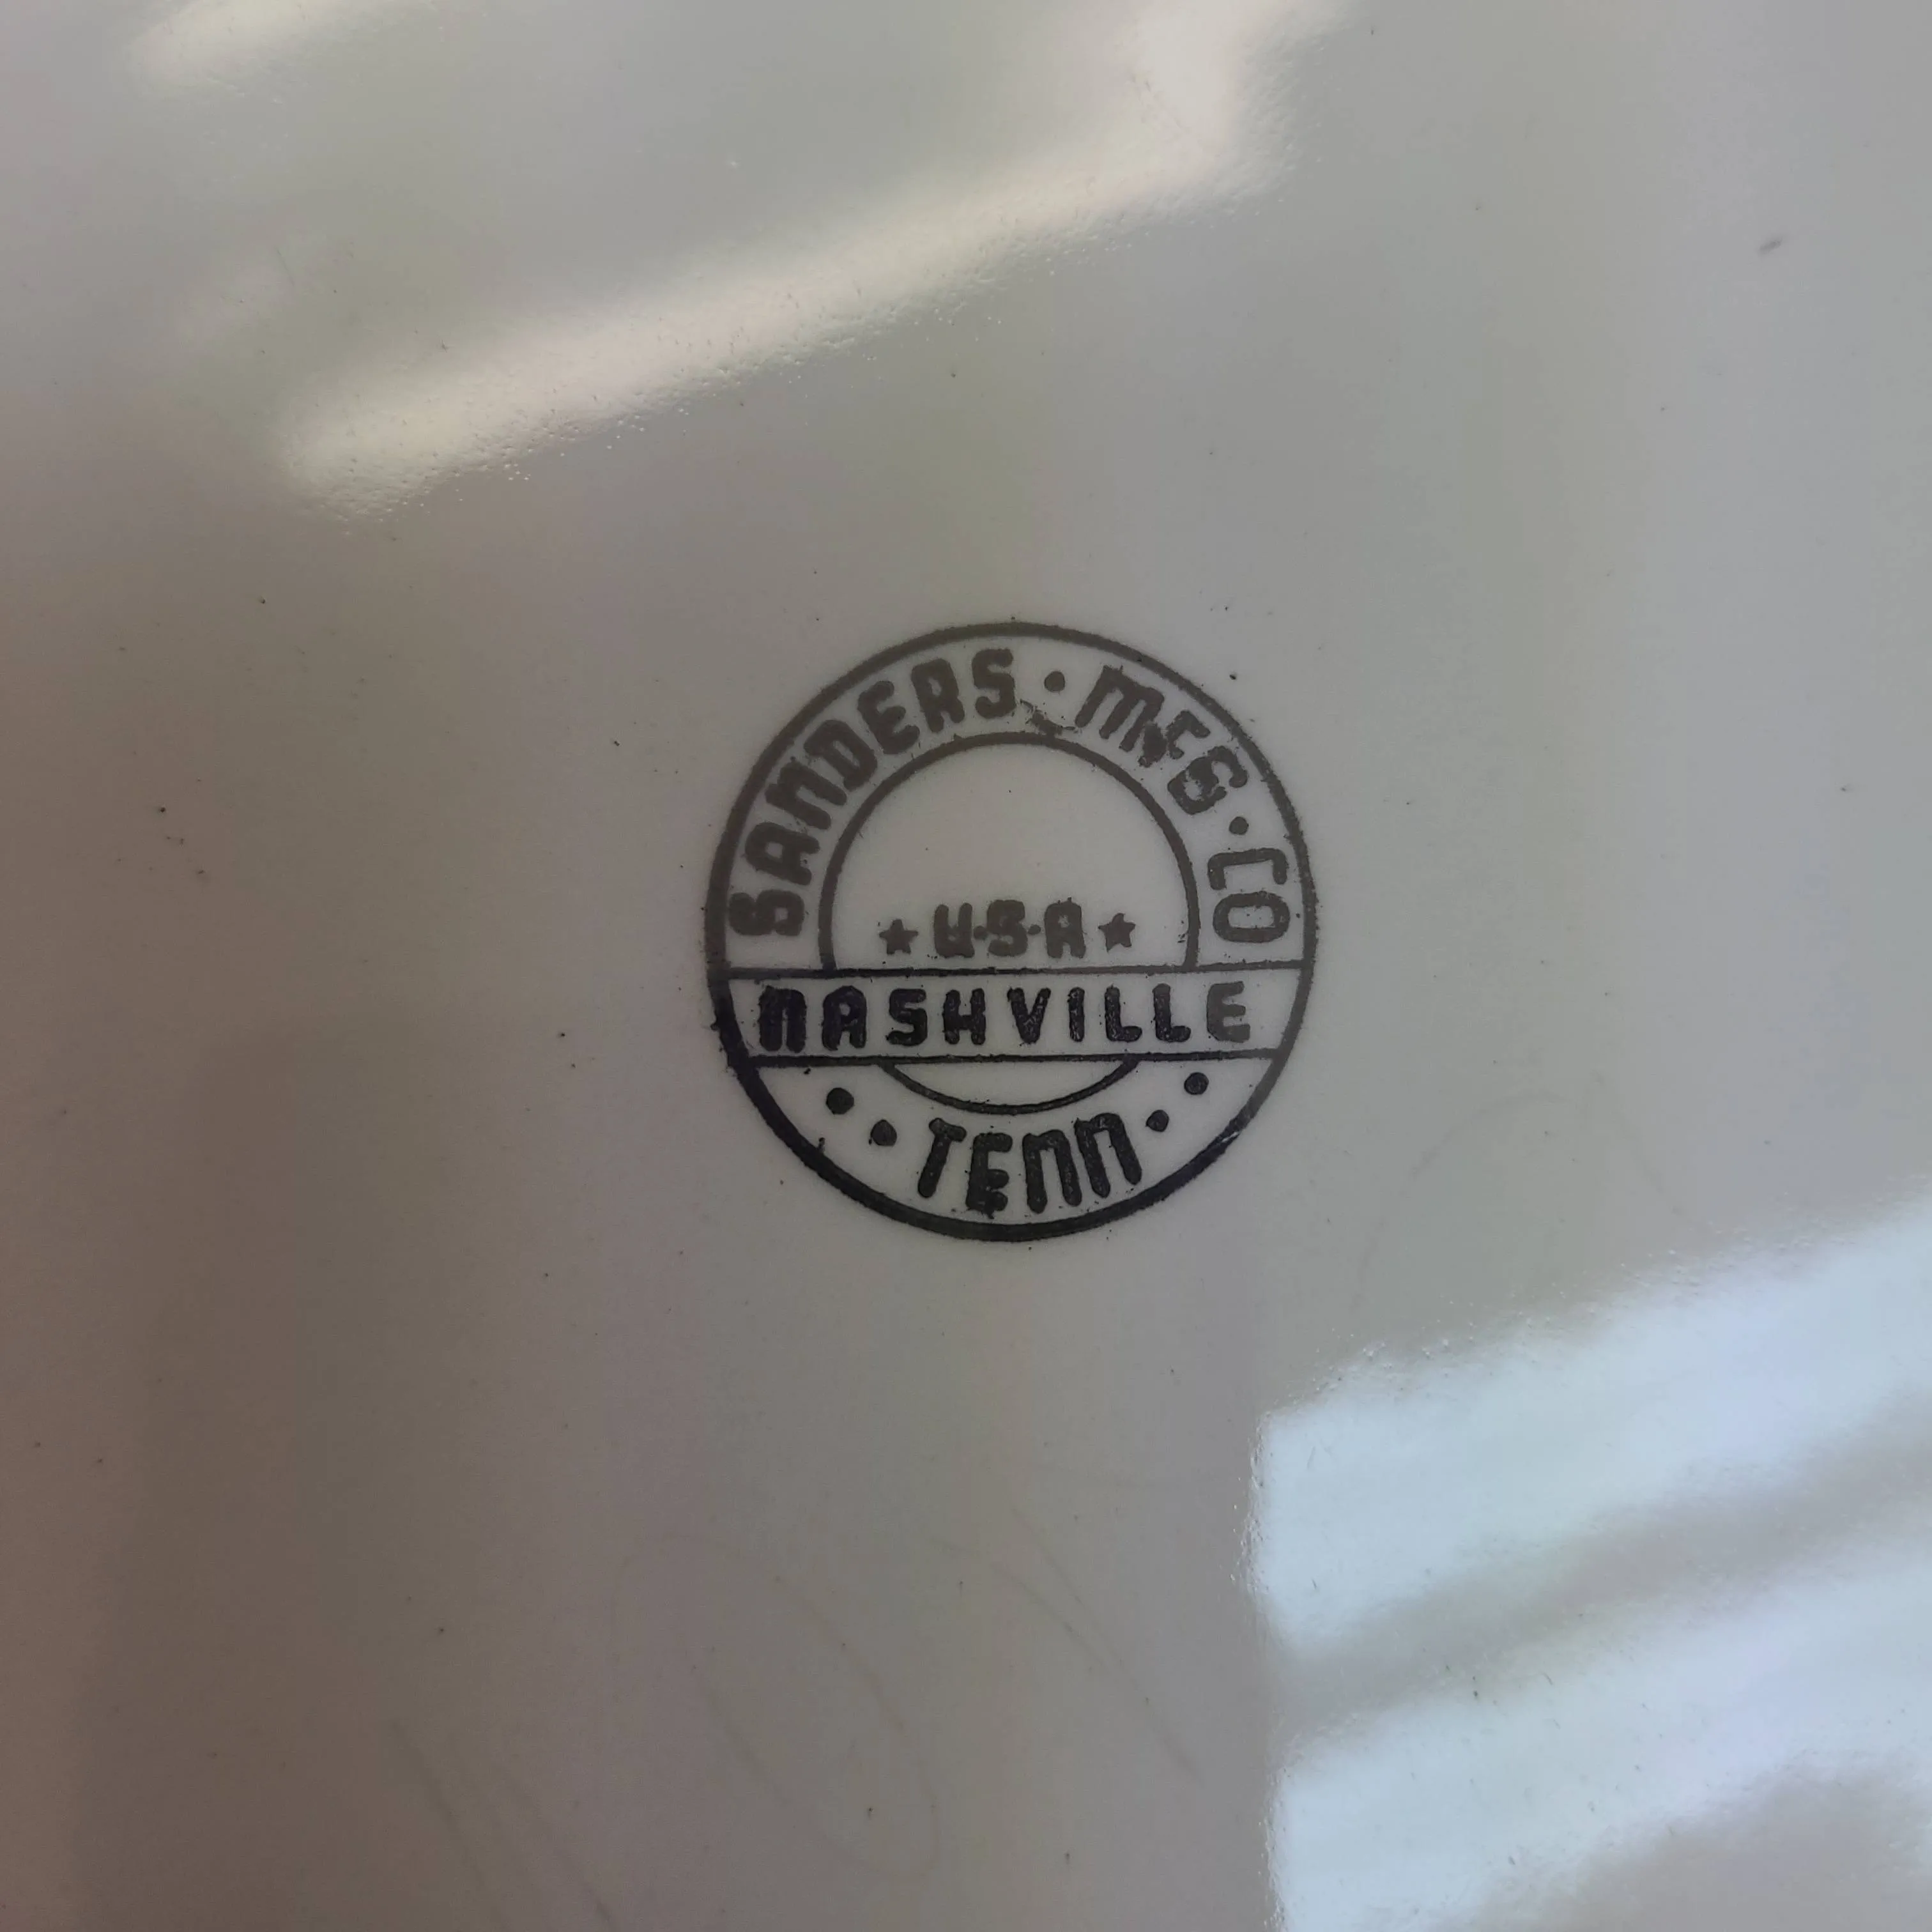 SANDERS · MFG · CO
★ U·S·A ★
NASHVILLE
• • TENN • •